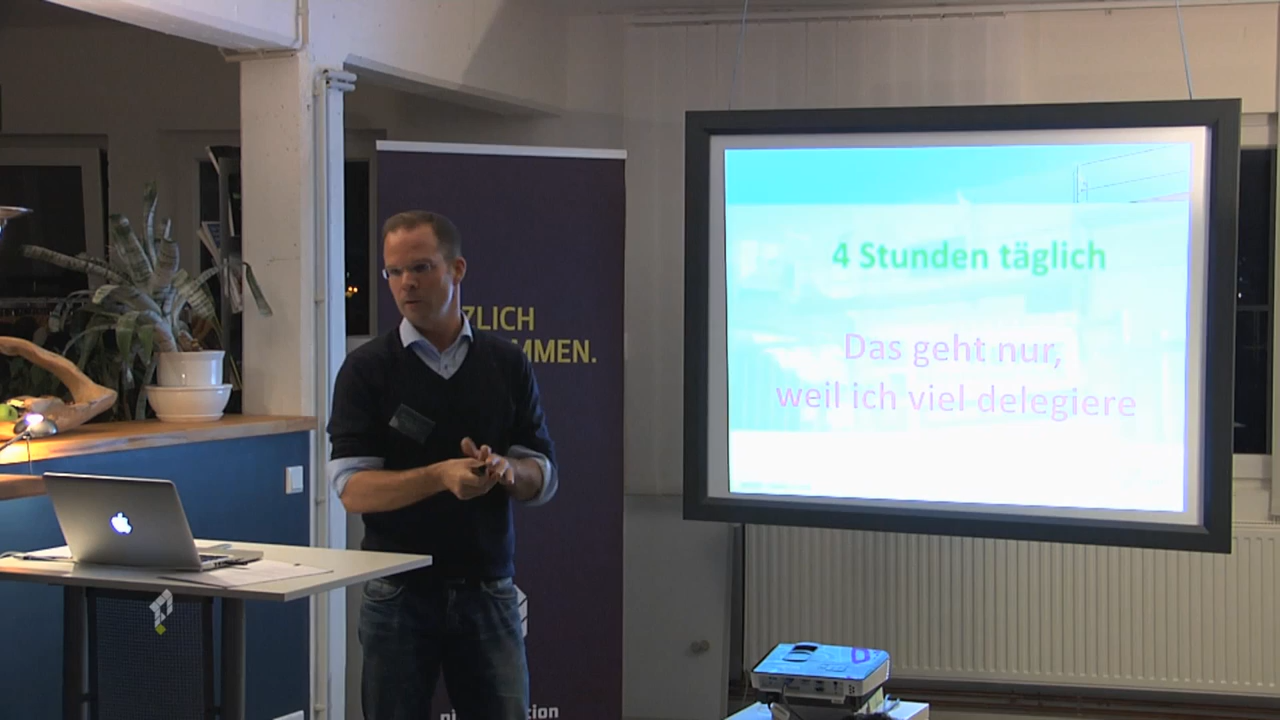 ZLICH
MMEN.
4 Stunden täglich
Das geht nur,
weil ich viel delegiere